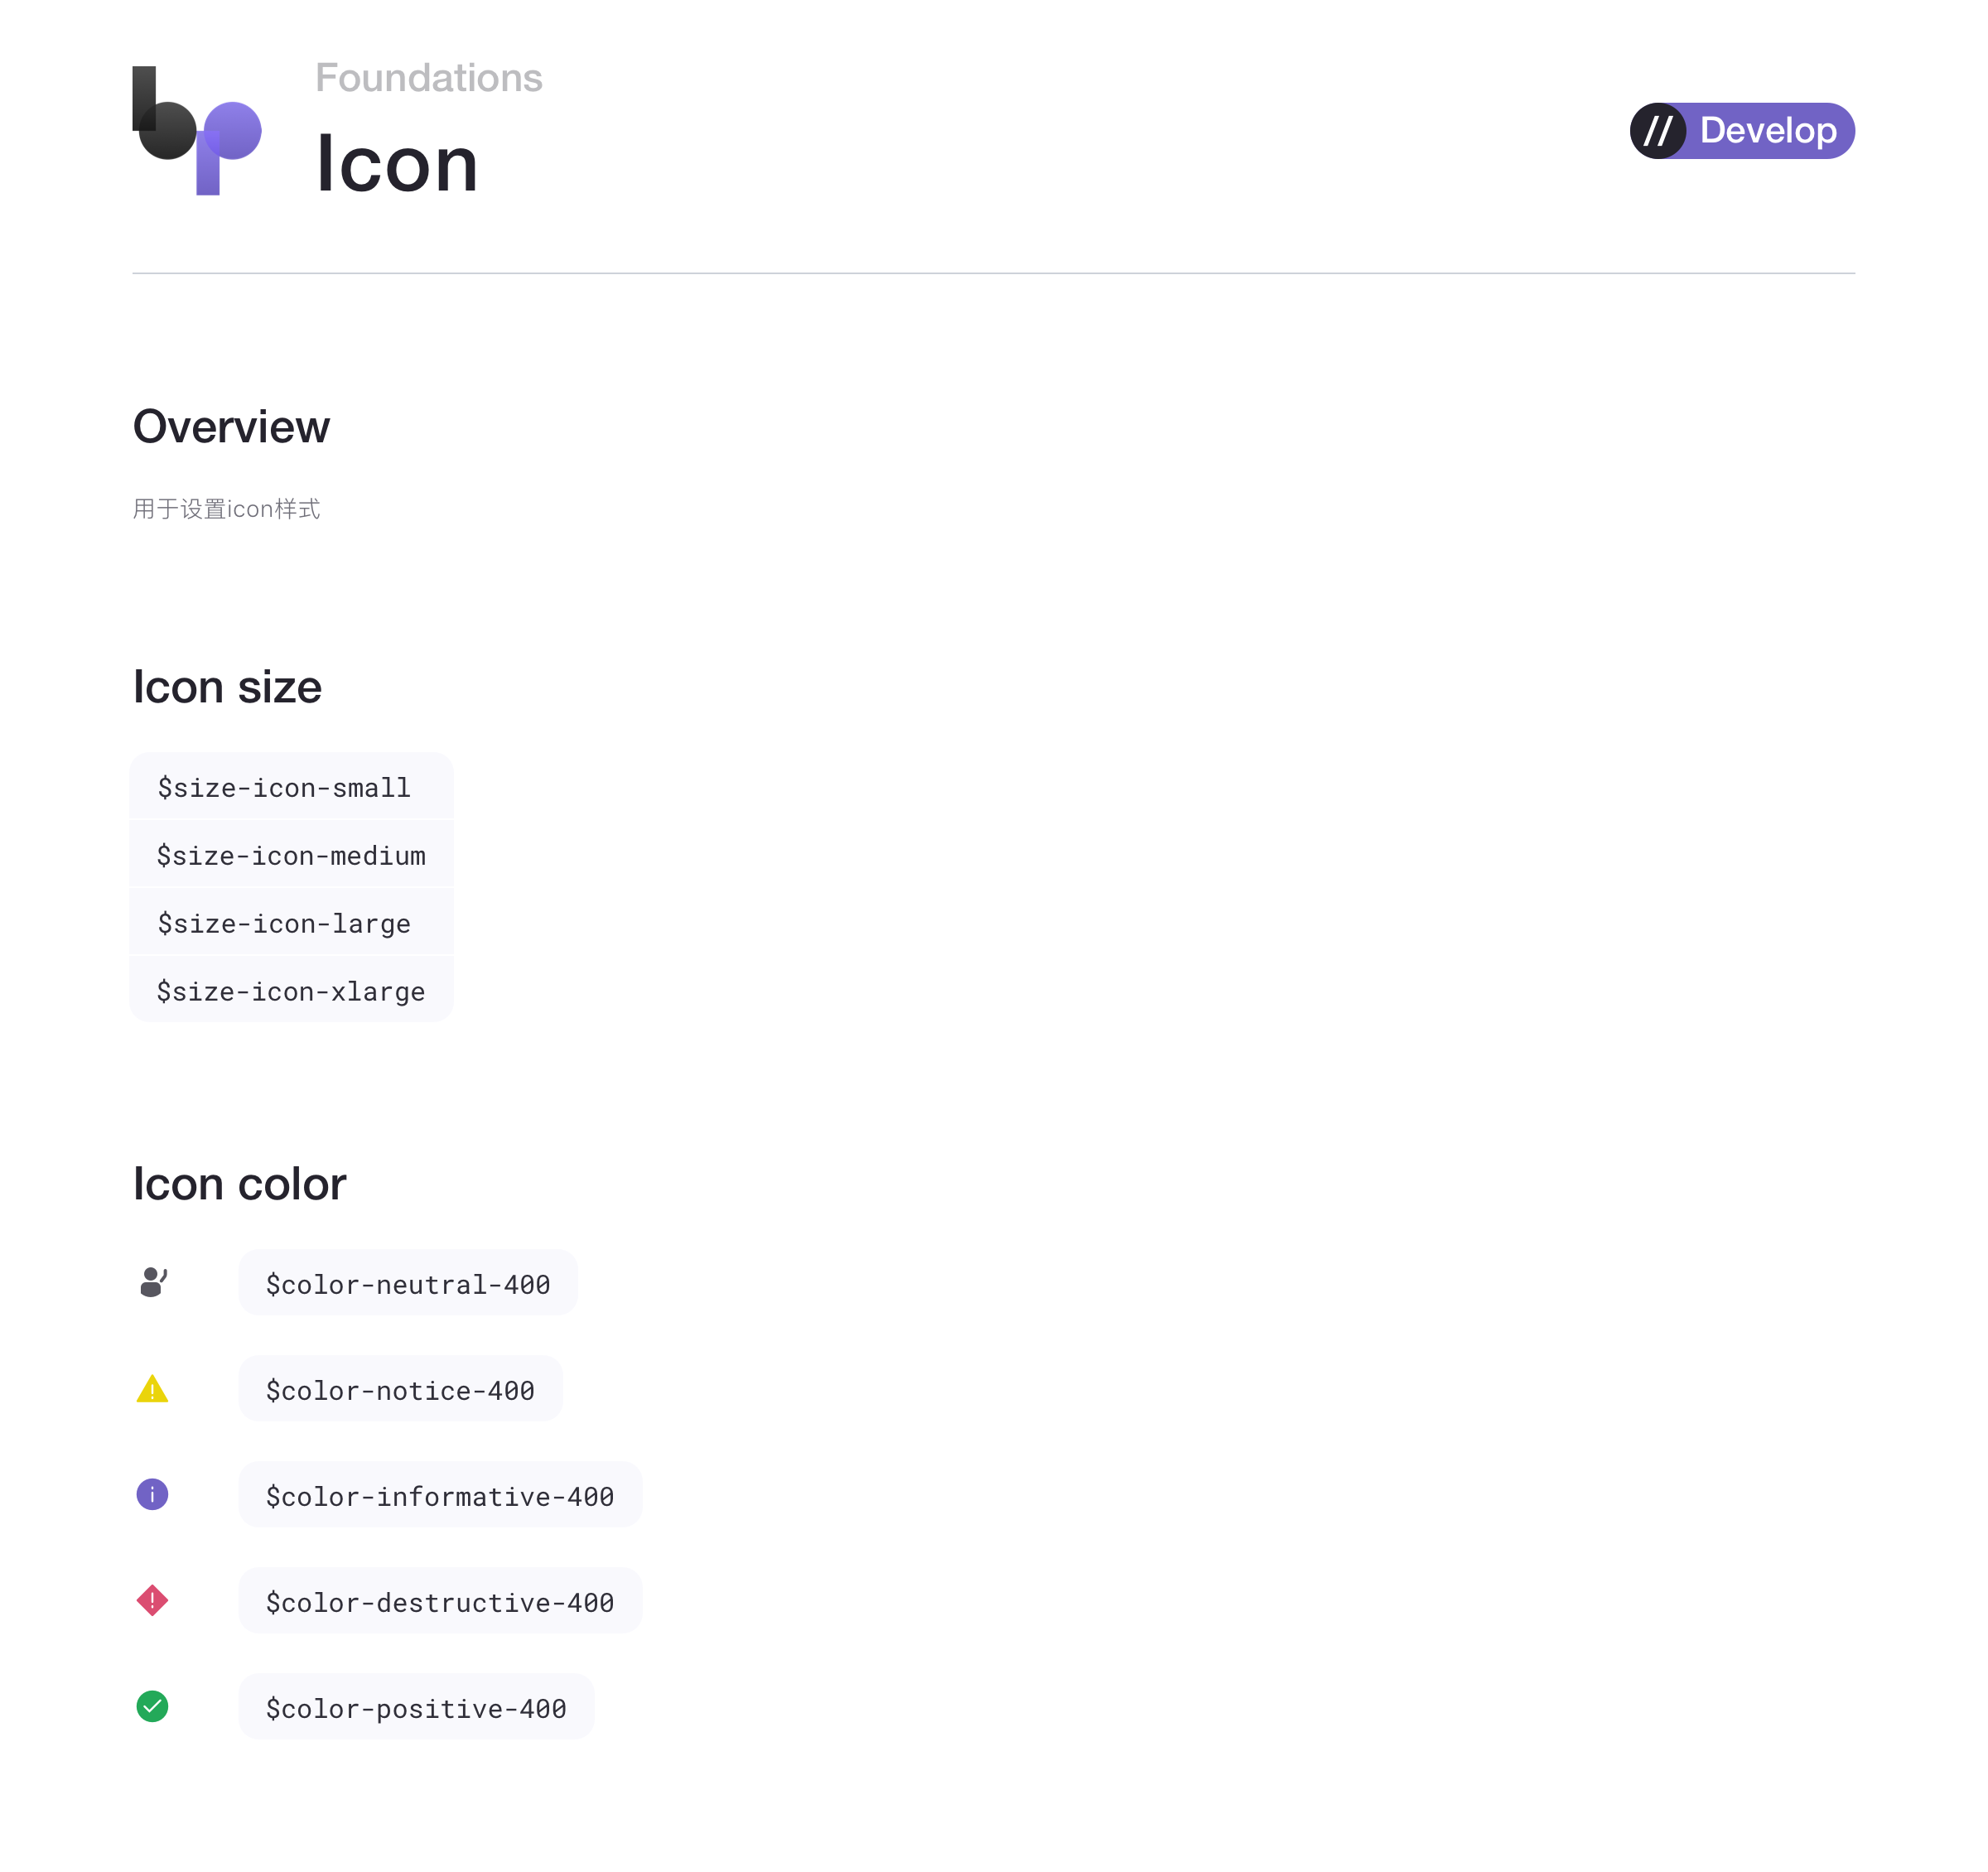 Foundations
Icon
// Develop
Overview
用于设置icon样式
Icon size
$size-icon-small
$size-icon-medium
$size-icon-large
$size-icon-xlarge
Icon color
$color-neutral-400
$color-notice-400
$color-informative-400
$color-destructive-400
$color-positive-400